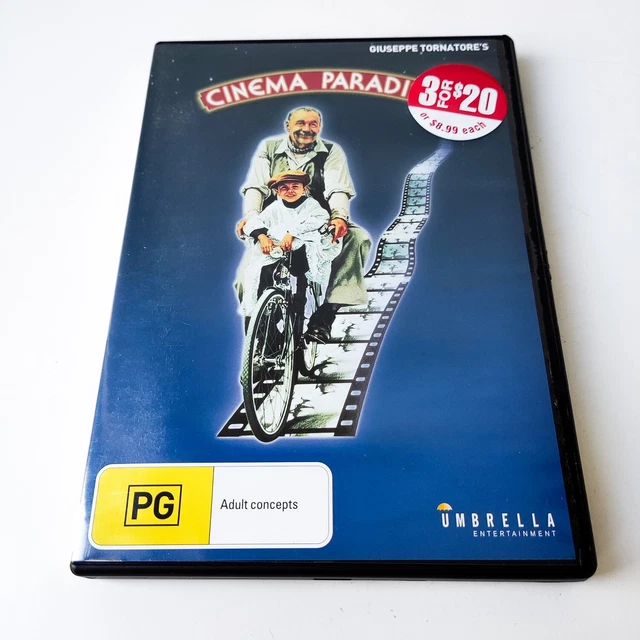 GIUSEPPE TORNATORE'S
CINEMA PARADI
3 FOR $20
or $8.99 each
PG
Adult concepts
UMBRELLA
ENTERTAINMENT